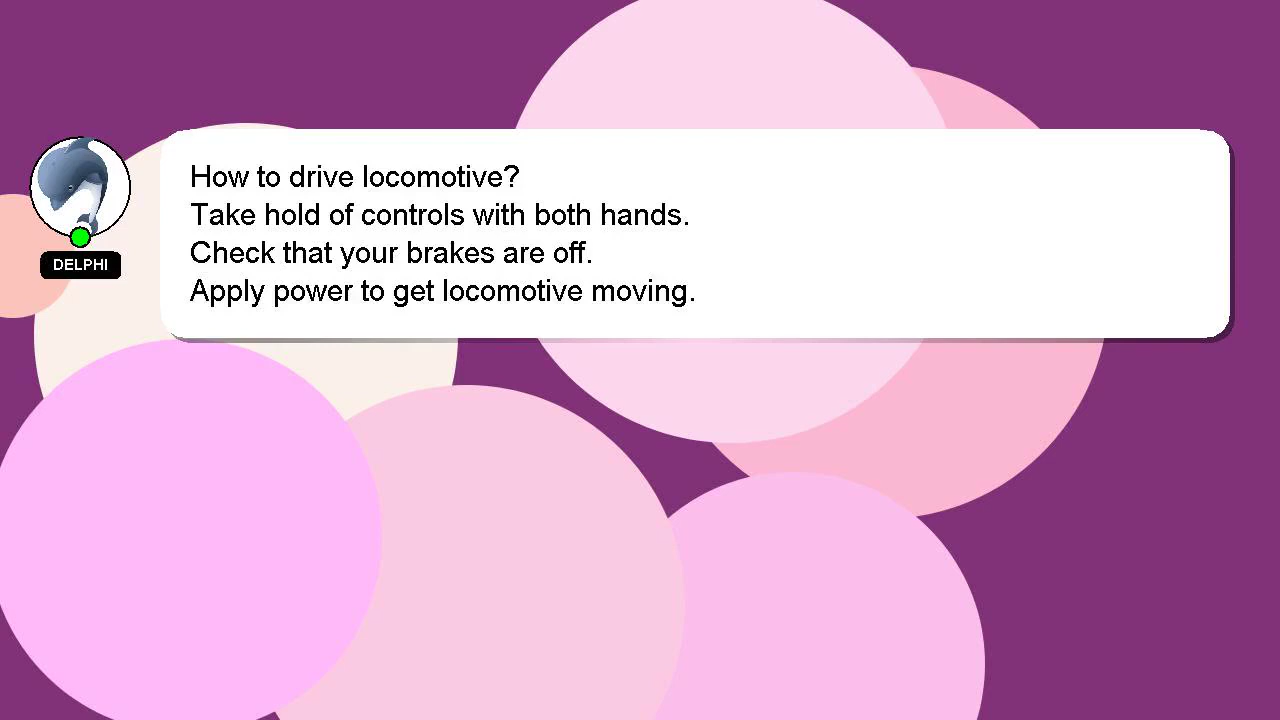 How to drive locomotive?
Take hold of controls with both hands.
Check that your brakes are off.
Apply power to get locomotive moving.
DELPHI